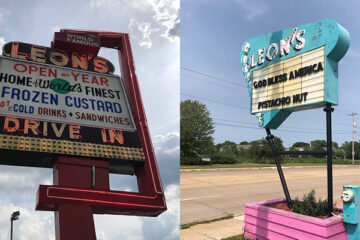 WORLD
FAMOUS
LEON'S
OPEN ALL YEAR
HOME of World's FINEST
FROZEN CUSTARD
HOT & COLD DRINKS • SANDWICHES
DRIVE IN
LEON'S
GOD BLESS AMERICA
PISTACHIO NUT